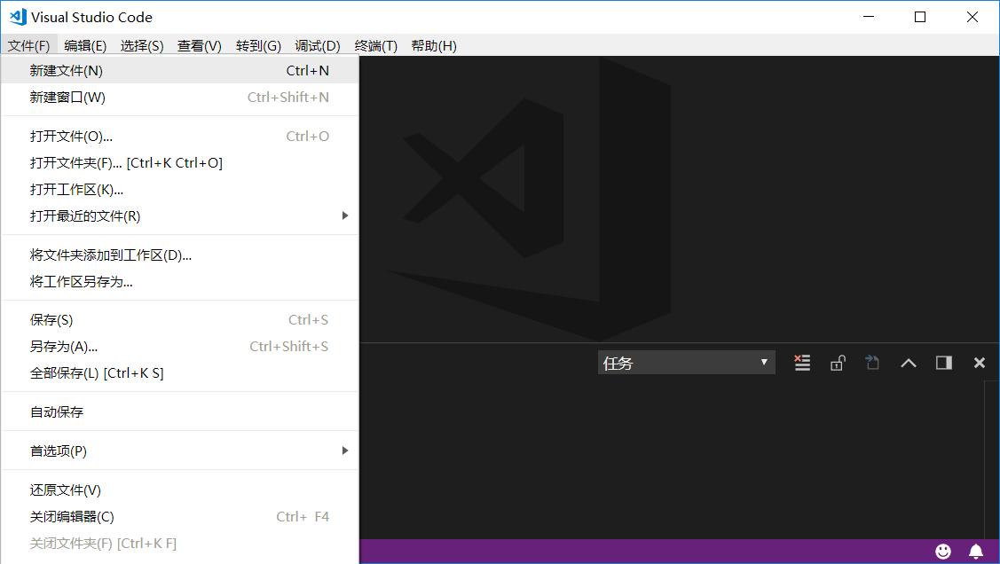 Visual Studio Code
文件(F) 编辑(E) 选择(S) 查看(V) 转到(G) 调试(D) 终端(T) 帮助(H)
新建文件(N) Ctrl+N
新建窗口(W) Ctrl+Shift+N
打开文件(O)... Ctrl+O
打开文件夹(F)... [Ctrl+K Ctrl+O]
打开工作区(K)...
打开最近的文件(R)
将文件夹添加到工作区(D)...
将工作区另存为...
保存(S) Ctrl+S
另存为(A)... Ctrl+Shift+S
任务
全部保存(L) [Ctrl+K S]
自动保存
首选项(P)
还原文件(V)
关闭编辑器(C) Ctrl+ F4
关闭文件夹(F) [Ctrl+K F]